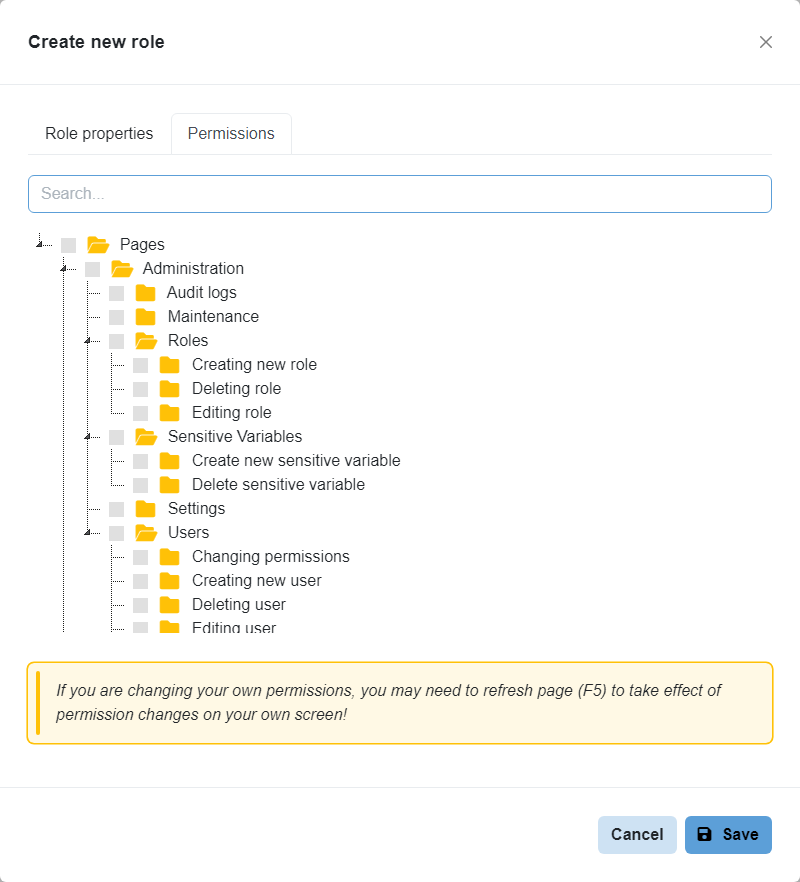 Create new role
Role properties
Permissions
Search...
Pages
Administration
Audit logs
Maintenance
Roles
Creating new role
Deleting role
Editing role
Sensitive Variables
Create new sensitive variable
Delete sensitive variable
Settings
Users
Changing permissions
Creating new user
Deleting user
Editing user
If you are changing your own permissions, you may need to refresh page (F5) to take effect of
permission changes on your own screen!
Cancel
Save